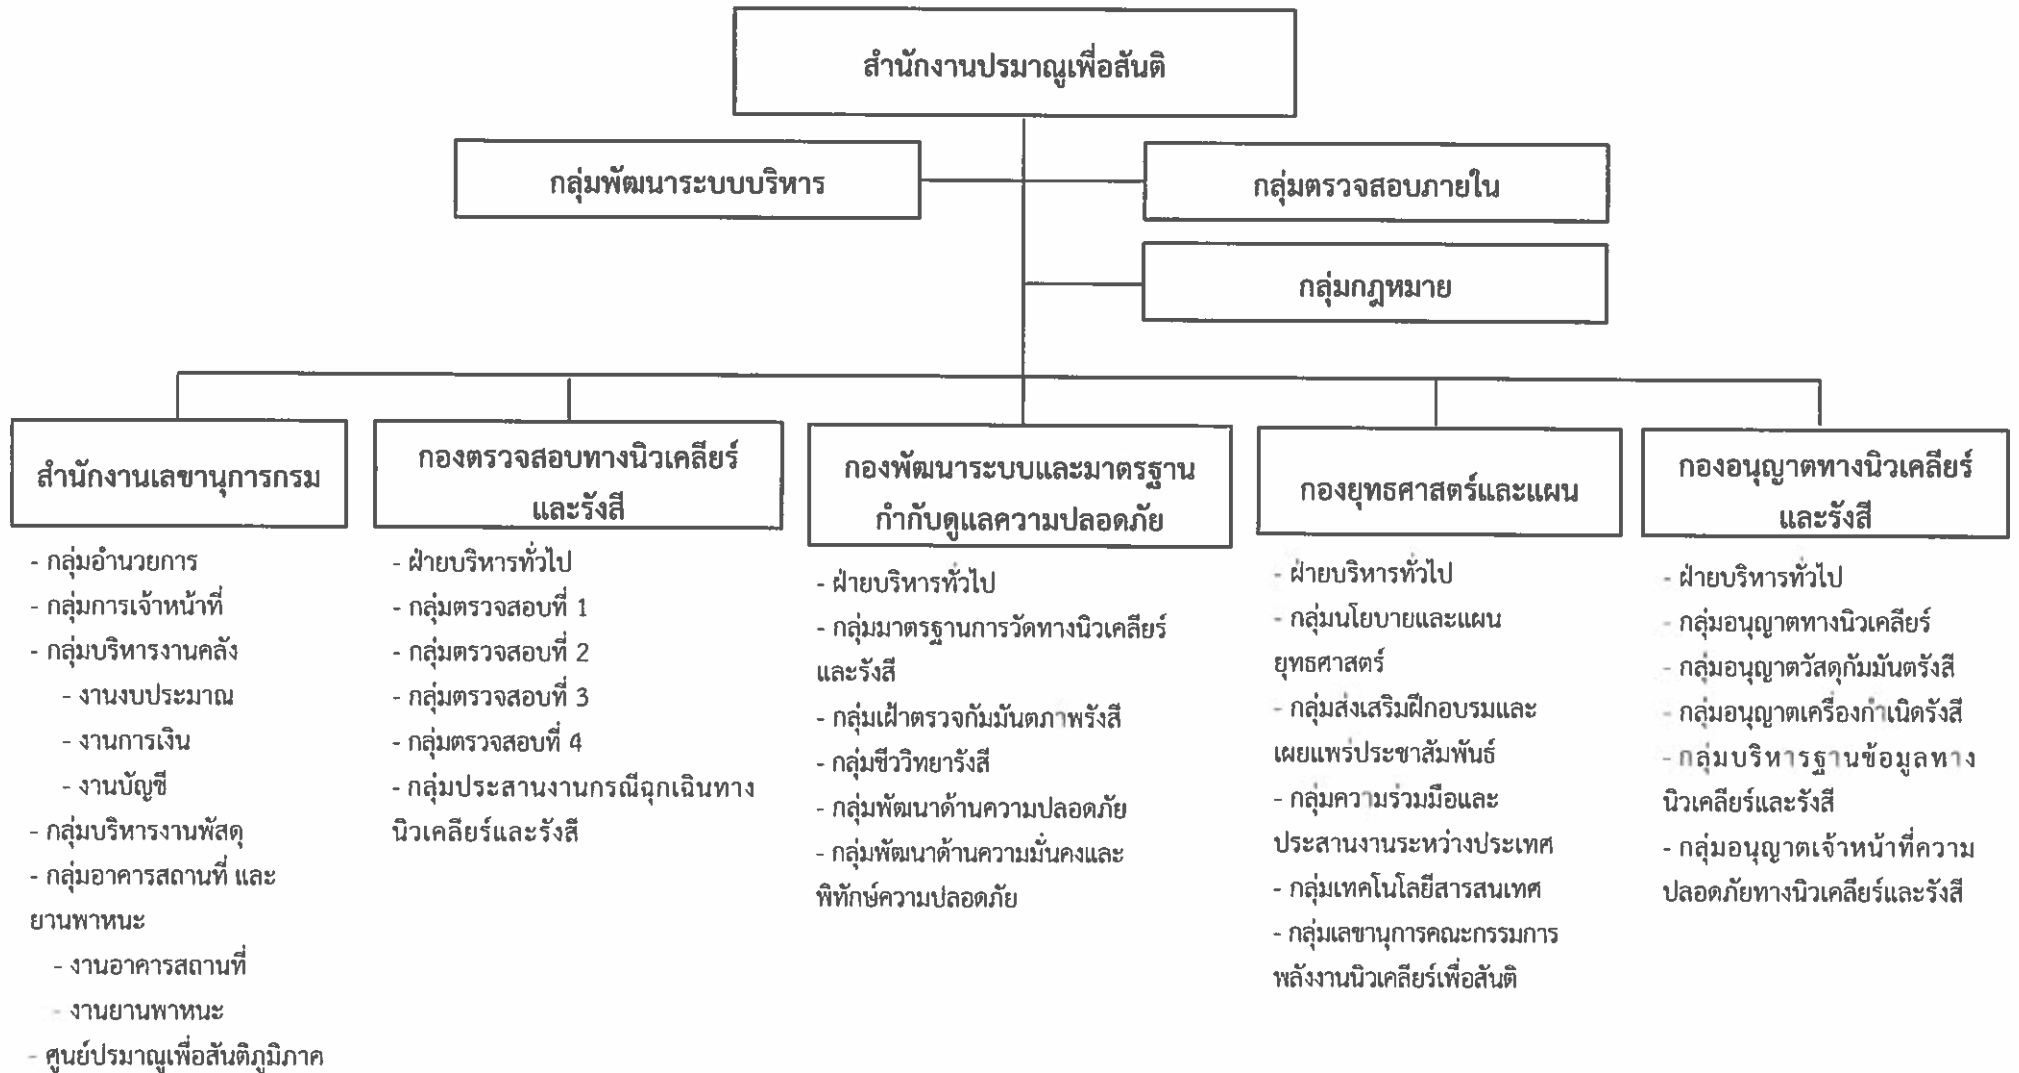 สำนักงานปรมาณูเพื่อสันติ
กลุ่มพัฒนาระบบบริหาร
กลุ่มตรวจสอบภายใน
กลุ่มกฎหมาย
สำนักงานเลขานุการกรม
- กลุ่มอำนวยการ
- กลุ่มการเจ้าหน้าที่
- กลุ่มบริหารงานคลัง
- งานงบประมาณ
- งานการเงิน
- งานบัญชี
- กลุ่มบริหารงานพัสดุ
- กลุ่มอาคารสถานที่ และ
ยานพาหนะ
- งานอาคารสถานที่
- งานยานพาหนะ
- ศูนย์ปรมาณูเพื่อสันติภูมิภาค
กองตรวจสอบทางนิวเคลียร์
และรังสี
- ฝ่ายบริหารทั่วไป
- กลุ่มตรวจสอบที่ 1
- กลุ่มตรวจสอบที่ 2
- กลุ่มตรวจสอบที่ 3
- กลุ่มตรวจสอบที่ 4
- กลุ่มประสานงานกรณีฉุกเฉินทาง
นิวเคลียร์และรังสี
กองพัฒนาระบบและมาตรฐาน
กำกับดูแลความปลอดภัย
- ฝ่ายบริหารทั่วไป
- กลุ่มมาตรฐานการวัดทางนิวเคลียร์
และรังสี
- กลุ่มเฝ้าตรวจกัมมันตภาพรังสี
- กลุ่มชีววิทยารังสี
- กลุ่มพัฒนาด้านความปลอดภัย
- กลุ่มพัฒนาด้านความมั่นคงและ
พิทักษ์ความปลอดภัย
กองยุทธศาสตร์และแผน
- ฝ่ายบริหารทั่วไป
- กลุ่มนโยบายและแผน
ยุทธศาสตร์
- กลุ่มส่งเสริมฝึกอบรมและ
เผยแพร่ประชาสัมพันธ์
- กลุ่มความร่วมมือและ
ประสานงานระหว่างประเทศ
- กลุ่มเทคโนโลยีสารสนเทศ
- กลุ่มเลขานุการคณะกรรมการ
พลังงานนิวเคลียร์เพื่อสันติ
กองอนุญาตทางนิวเคลียร์
และรังสี
- ฝ่ายบริหารทั่วไป
- กลุ่มอนุญาตทางนิวเคลียร์
- กลุ่มอนุญาตวัสดุกัมมันตรังสี
- กลุ่มอนุญาตเครื่องกำเนิดรังสี
- กลุ่มบริหารฐานข้อมูลทาง
นิวเคลียร์และรังสี
- กลุ่มอนุญาตเจ้าหน้าที่ความ
ปลอดภัยทางนิวเคลียร์และรังสี